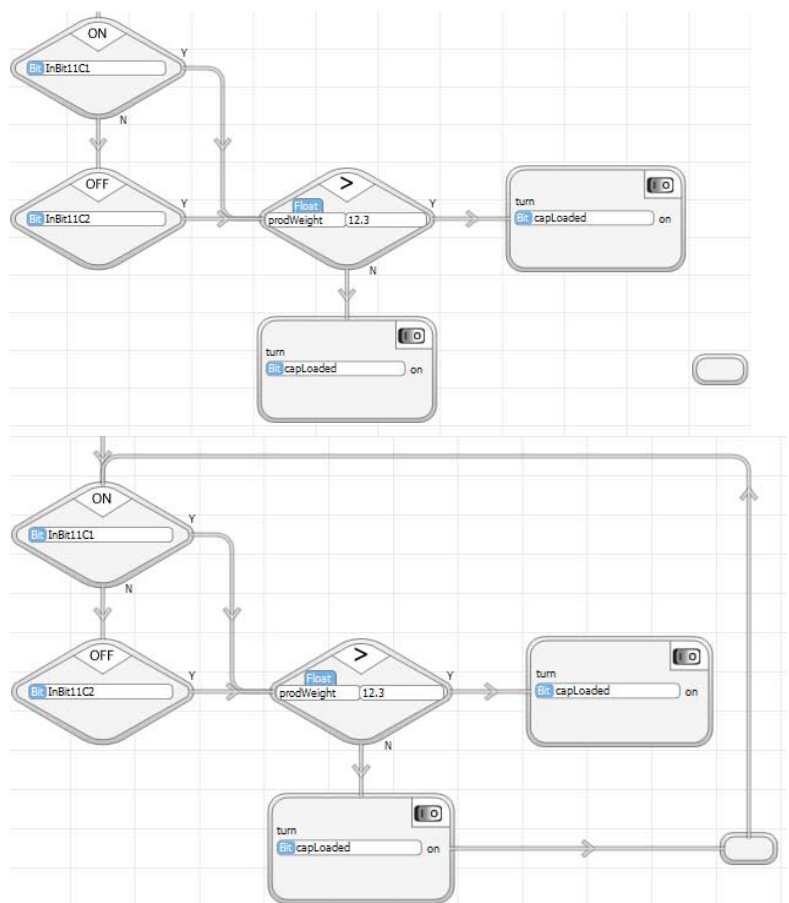 ON
Y
Bit InBit11C1
N
OFF
Y
Bit InBit11C2
>
Float
prodWeight 12.3
Y
N
I O
turn
Bit capLoaded on
I O
turn
Bit capLoaded on
ON
Y
Bit InBit11C1
N
OFF
Y
Bit InBit11C2
>
Float
prodWeight 12.3
Y
N
I O
turn
Bit capLoaded on
I O
turn
Bit capLoaded on